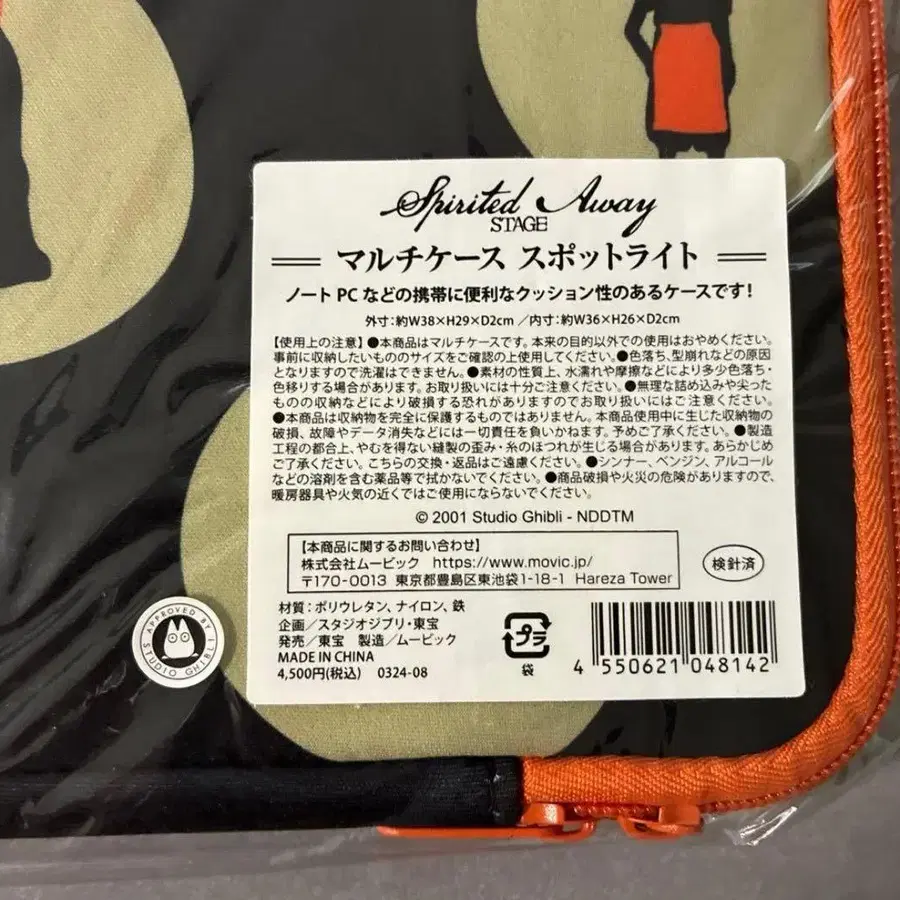 Spirited Away
STAGE
マルチケース スポットライト
ノート PC などの携帯に便利なクッション性のあるケースです!
外寸:約W38×H29×D2cm /内寸:約W36×H26×D2cm
【使用上の注意】●本商品はマルチケースです。本来の目的以外での使用はおやめください。
事前に収納したいもののサイズをご確認の上使用してください。●色落ち、型崩れなどの原因
となりますので洗濯はできません。●素材の性質上、水濡れや摩擦などにより多少色落ち・
色移りする場合があります。お取り扱いには十分ご注意ください。●無理な詰め込みや尖った
ものの収納などにより破損する恐れがありますのでお取り扱いにはご注意ください。
●本商品は収納物を完全に保護するものではありません。本商品使用中に生じた収納物の
破損、故障やデータ消失などには一切責任を負いかねます。予めご了承ください。●製造
工程の都合上、やむを得ない縫製の歪み・糸のほつれが生じる場合があります。あらかじめ
ご了承ください。こちらの交換・返品はご遠慮ください。●シンナー、ベンジン、アルコール
などの溶剤を含む薬品等で拭かないでください。●商品破損や火災の危険がありますので、
暖房器具や火気の近くではご使用にならないでください。
© 2001 Studio Ghibli - NDDTM
【本商品に関するお問い合わせ】
株式会社ムービック https://www.movic.jp/
〒170-0013 東京都豊島区東池袋1-18-1 Hareza Tower
検針済
材質:ポリウレタン、ナイロン、鉄
企画/スタジオジブリ・東宝
発売/東宝 製造/ムービック
MADE IN CHINA
4,500円(税込) 0324-08
プラ
袋
4 550621 048142
APPROVED BY
STUDIO GHIBLI